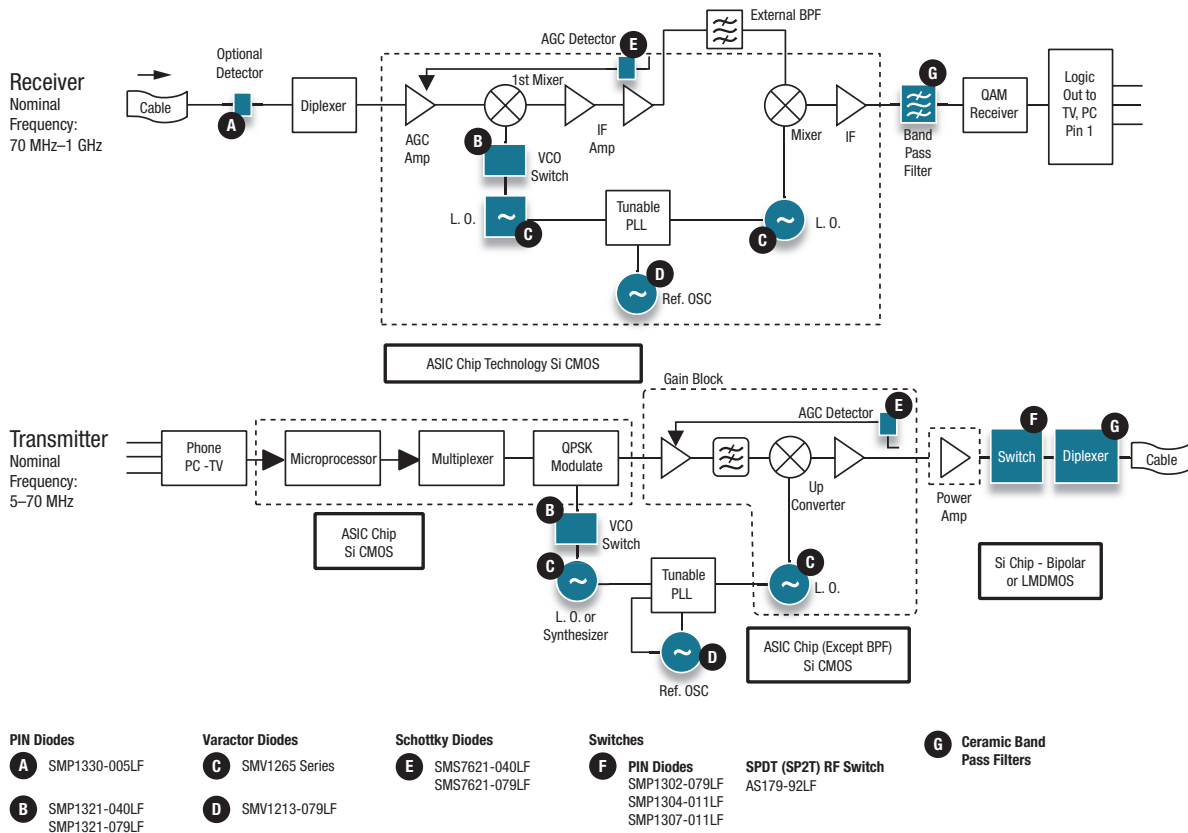 Receiver
Nominal
Frequency:
70 MHz–1 GHz
Cable
Optional
Detector
A
Diplexer
AGC
Amp
AGC Detector
E
1st Mixer
B
VCO
Switch
IF
Amp
External BPF
Mixer
IF
G
Band
Pass
Filter
QAM
Receiver
Logic
Out to
TV, PC
Pin 1
L. O.
~
C
Tunable
PLL
~
C
L. O.
~
D
Ref. OSC
ASIC Chip Technology Si CMOS
Transmitter
Nominal
Frequency:
5–70 MHz
Phone
PC -TV
Microprocessor
Multiplexer
QPSK
Modulate
Gain Block
AGC Detector
E
Up
Converter
Power
Amp
F
Switch
G
Diplexer
Cable
ASIC Chip
Si CMOS
B
VCO
Switch
C
~
L. O. or
Synthesizer
Tunable
PLL
~
C
L. O.
~
D
Ref. OSC
ASIC Chip (Except BPF)
Si CMOS
Si Chip - Bipolar
or LMDMOS
PIN Diodes
A SMP1330-005LF
B SMP1321-040LF
SMP1321-079LF
Varactor Diodes
C SMV1265 Series
D SMV1213-079LF
Schottky Diodes
E SMS7621-040LF
SMS7621-079LF
Switches
F PIN Diodes
SMP1302-079LF
SMP1304-011LF
SMP1307-011LF
SPDT (SP2T) RF Switch
AS179-92LF
G Ceramic Band
Pass Filters